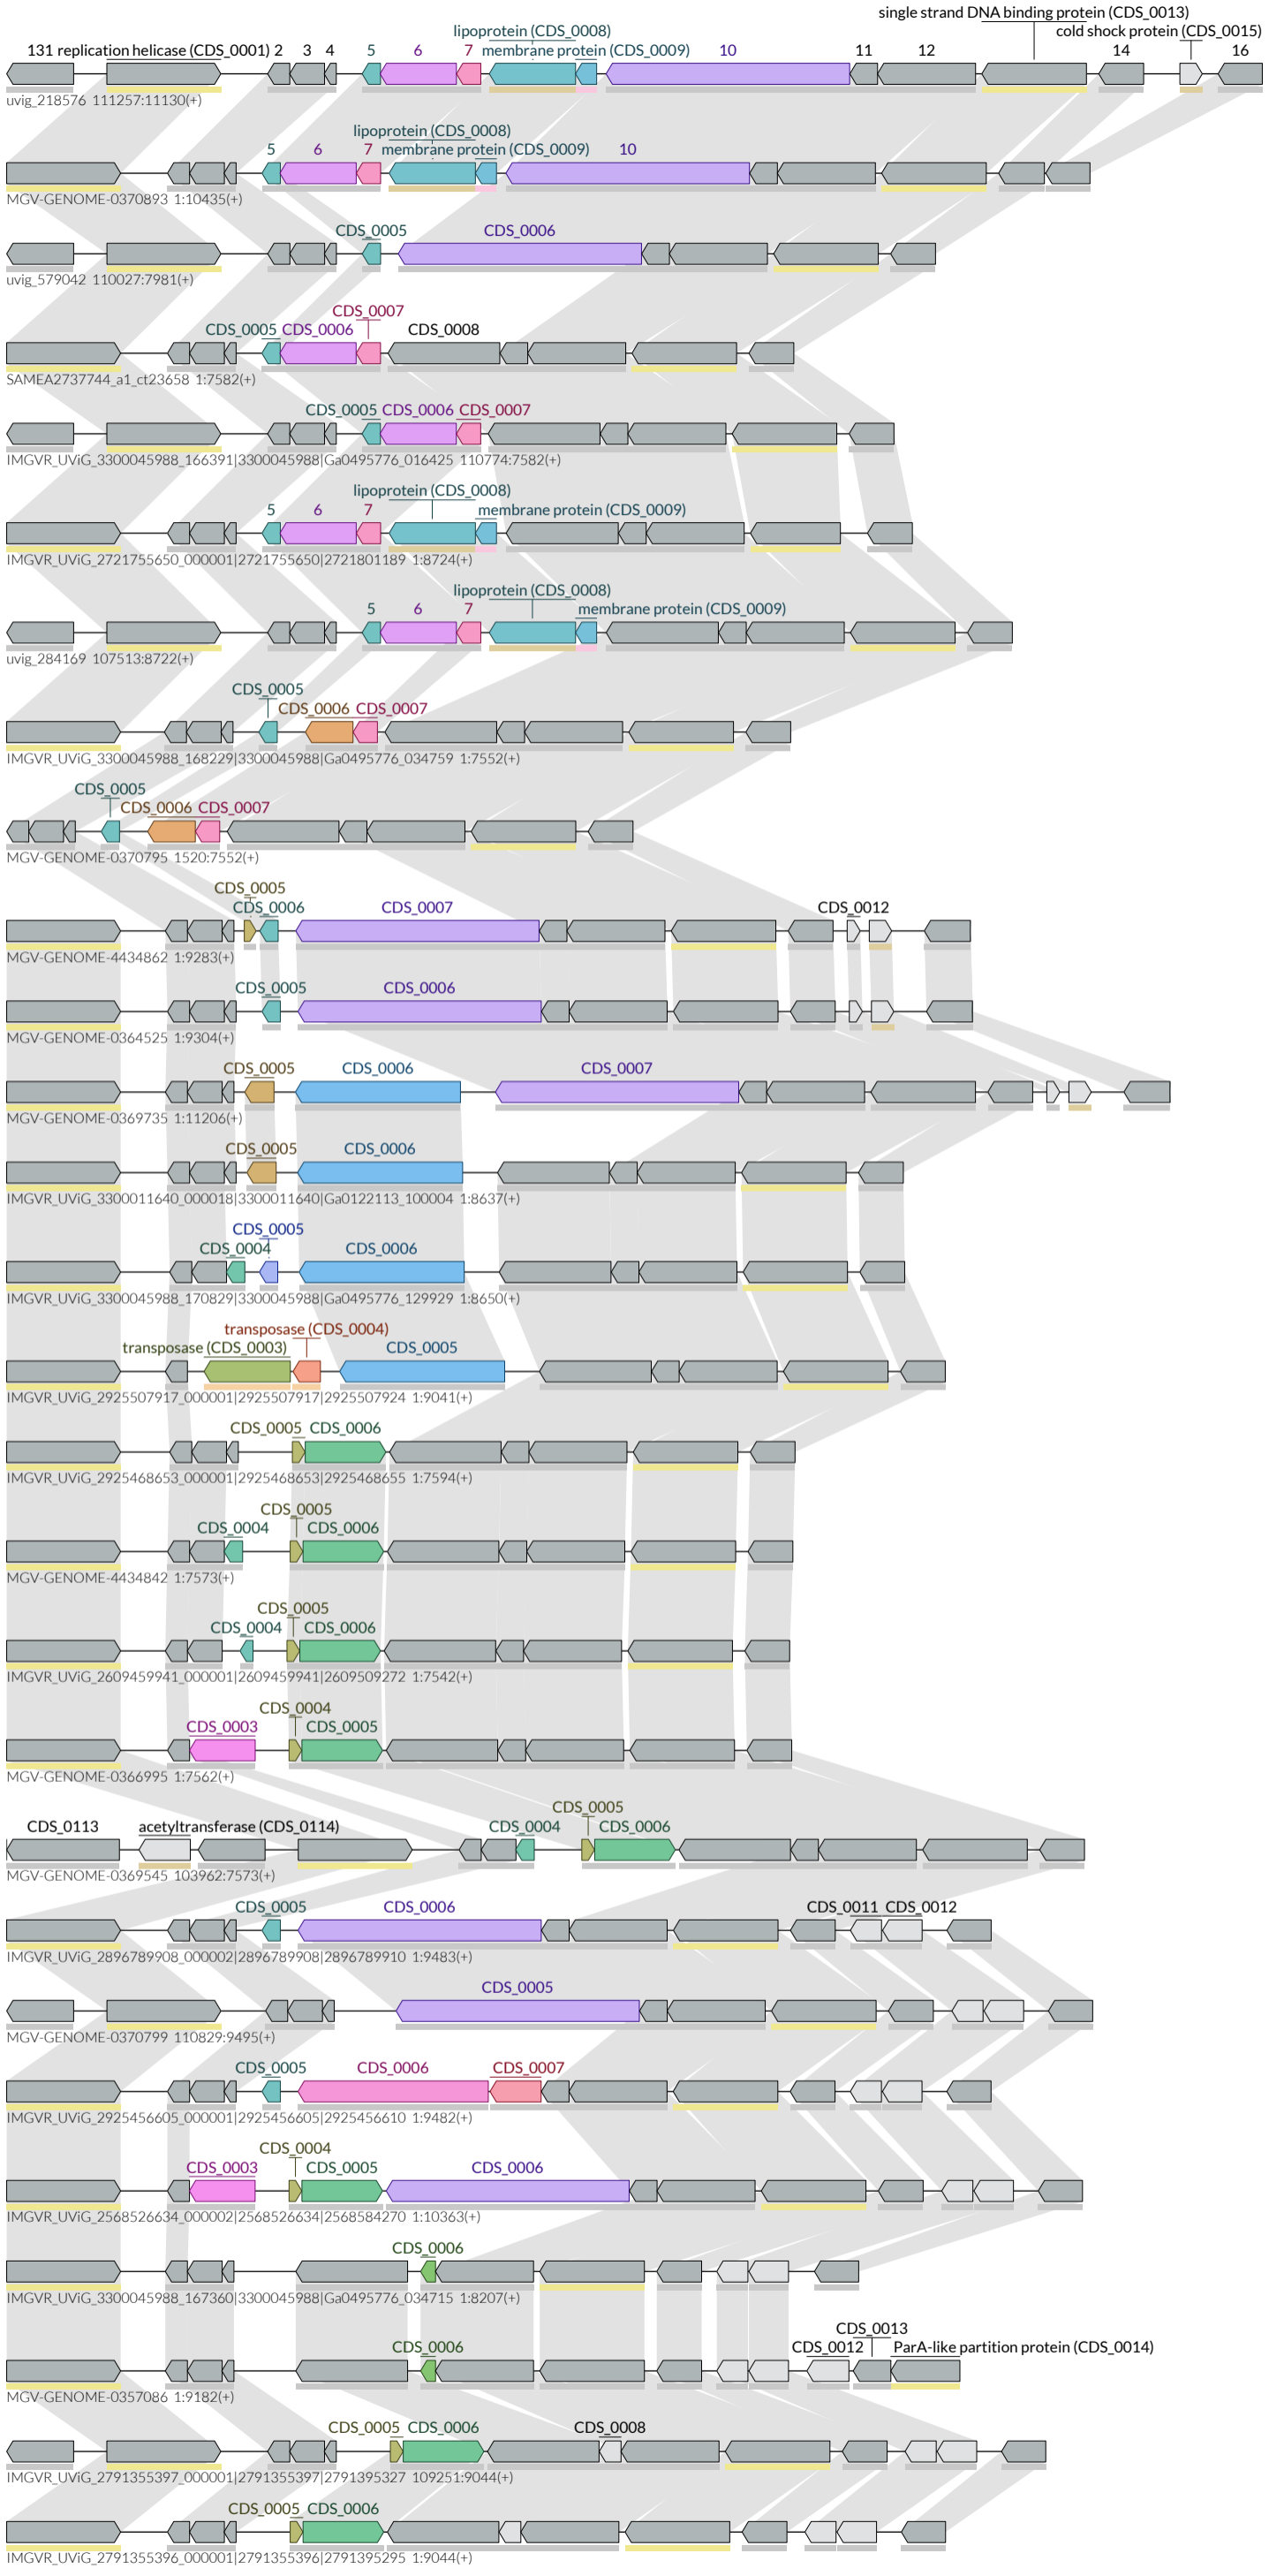 single strand DNA binding protein (CDS_0013)
lipoprotein (CDS_0008) cold shock protein (CDS_0015)
131 replication helicase (CDS_0001) 2 3 4 5 6 7 membrane protein (CDS_0009) 10 11 12 14 16
uvig_218576 111257:11130(+)
lipoprotein (CDS_0008)
5 6 7 membrane protein (CDS_0009) 10
MGV-GENOME-0370893 1:10435(+)
CDS_0005 CDS_0006
uvig_579042 110027:7981(+)
CDS_0007
CDS_0005 CDS_0006 CDS_0008
SAMEA2737744_a1_ct23658 1:7582(+)
CDS_0005 CDS_0006 CDS_0007
IMGVR_UViG_3300045988_166391|3300045988|Ga0495776_016425 110774:7582(+)
lipoprotein (CDS_0008)
5 6 7 membrane protein (CDS_0009)
IMGVR_UViG_2721755650_000001|2721755650|2721801189 1:8724(+)
lipoprotein (CDS_0008)
5 6 7 membrane protein (CDS_0009)
uvig_284169 107513:8722(+)
CDS_0005
CDS_0006 CDS_0007
IMGVR_UViG_3300045988_168229|3300045988|Ga0495776_034759 1:7552(+)
CDS_0005
CDS_0006 CDS_0007
MGV-GENOME-0370795 1520:7552(+)
CDS_0005
CDS_0006 CDS_0007 CDS_0012
MGV-GENOME-4434862 1:9283(+)
CDS_0005 CDS_0006
MGV-GENOME-0364525 1:9304(+)
CDS_0005 CDS_0006 CDS_0007
MGV-GENOME-0369735 1:11206(+)
CDS_0005 CDS_0006
IMGVR_UViG_3300011640_000018|3300011640|Ga0122113_100004 1:8637(+)
CDS_0005
CDS_0004 CDS_0006
IMGVR_UViG_3300045988_170829|3300045988|Ga0495776_129929 1:8650(+)
transposase (CDS_0004)
transposase (CDS_0003) CDS_0005
IMGVR_UViG_2925507917_000001|2925507917|2925507924 1:9041(+)
CDS_0005 CDS_0006
IMGVR_UViG_2925468653_000001|2925468653|2925468655 1:7594(+)
CDS_0005
CDS_0004 CDS_0006
MGV-GENOME-4434842 1:7573(+)
CDS_0005
CDS_0004 CDS_0006
IMGVR_UViG_2609459941_000001|2609459941|2609509272 1:7542(+)
CDS_0004
CDS_0003 CDS_0005
MGV-GENOME-0366995 1:7562(+)
CDS_0005
CDS_0113 acetyltransferase (CDS_0114) CDS_0004 CDS_0006
MGV-GENOME-0369545 103962:7573(+)
CDS_0005 CDS_0006 CDS_0011 CDS_0012
IMGVR_UViG_2896789908_000002|2896789908|2896789910 1:9483(+)
CDS_0005
MGV-GENOME-0370799 110829:9495(+)
CDS_0005 CDS_0006 CDS_0007
IMGVR_UViG_2925456605_000001|2925456605|2925456610 1:9482(+)
CDS_0004
CDS_0003 CDS_0005 CDS_0006
IMGVR_UViG_2568526634_000002|2568526634|2568584270 1:10363(+)
CDS_0006
IMGVR_UViG_3300045988_167360|3300045988|Ga0495776_034715 1:8207(+)
CDS_0013
CDS_0006 CDS_0012 ParA-like partition protein (CDS_0014)
MGV-GENOME-0357086 1:9182(+)
CDS_0005 CDS_0006 CDS_0008
IMGVR_UViG_2791355397_000001|2791355397|2791395327 109251:9044(+)
CDS_0005 CDS_0006
IMGVR_UViG_2791355396_000001|2791355396|2791395295 1:9044(+)